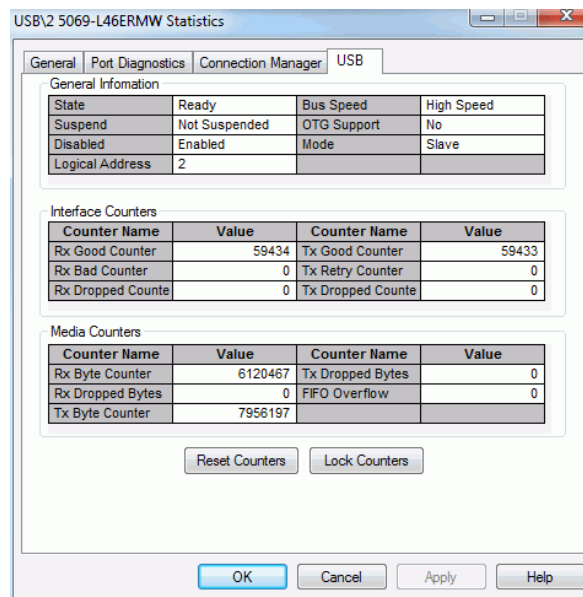 USB\2 5069-L46ERMW Statistics
General Port Diagnostics Connection Manager USB
General Infomation
State Ready Bus Speed High Speed
Suspend Not Suspended OTG Support No
Disabled Enabled Mode Slave
Logical Address 2
Interface Counters
Counter Name Value Counter Name Value
Rx Good Counter 59434 Tx Good Counter 59433
Rx Bad Counter 0 Tx Retry Counter 0
Rx Dropped Counte 0 Tx Dropped Counte 0
Media Counters
Counter Name Value Counter Name Value
Rx Byte Counter 6120467 Tx Dropped Bytes 0
Rx Dropped Bytes 0 FIFO Overflow 0
Tx Byte Counter 7956197
Reset Counters Lock Counters
OK Cancel Apply Help